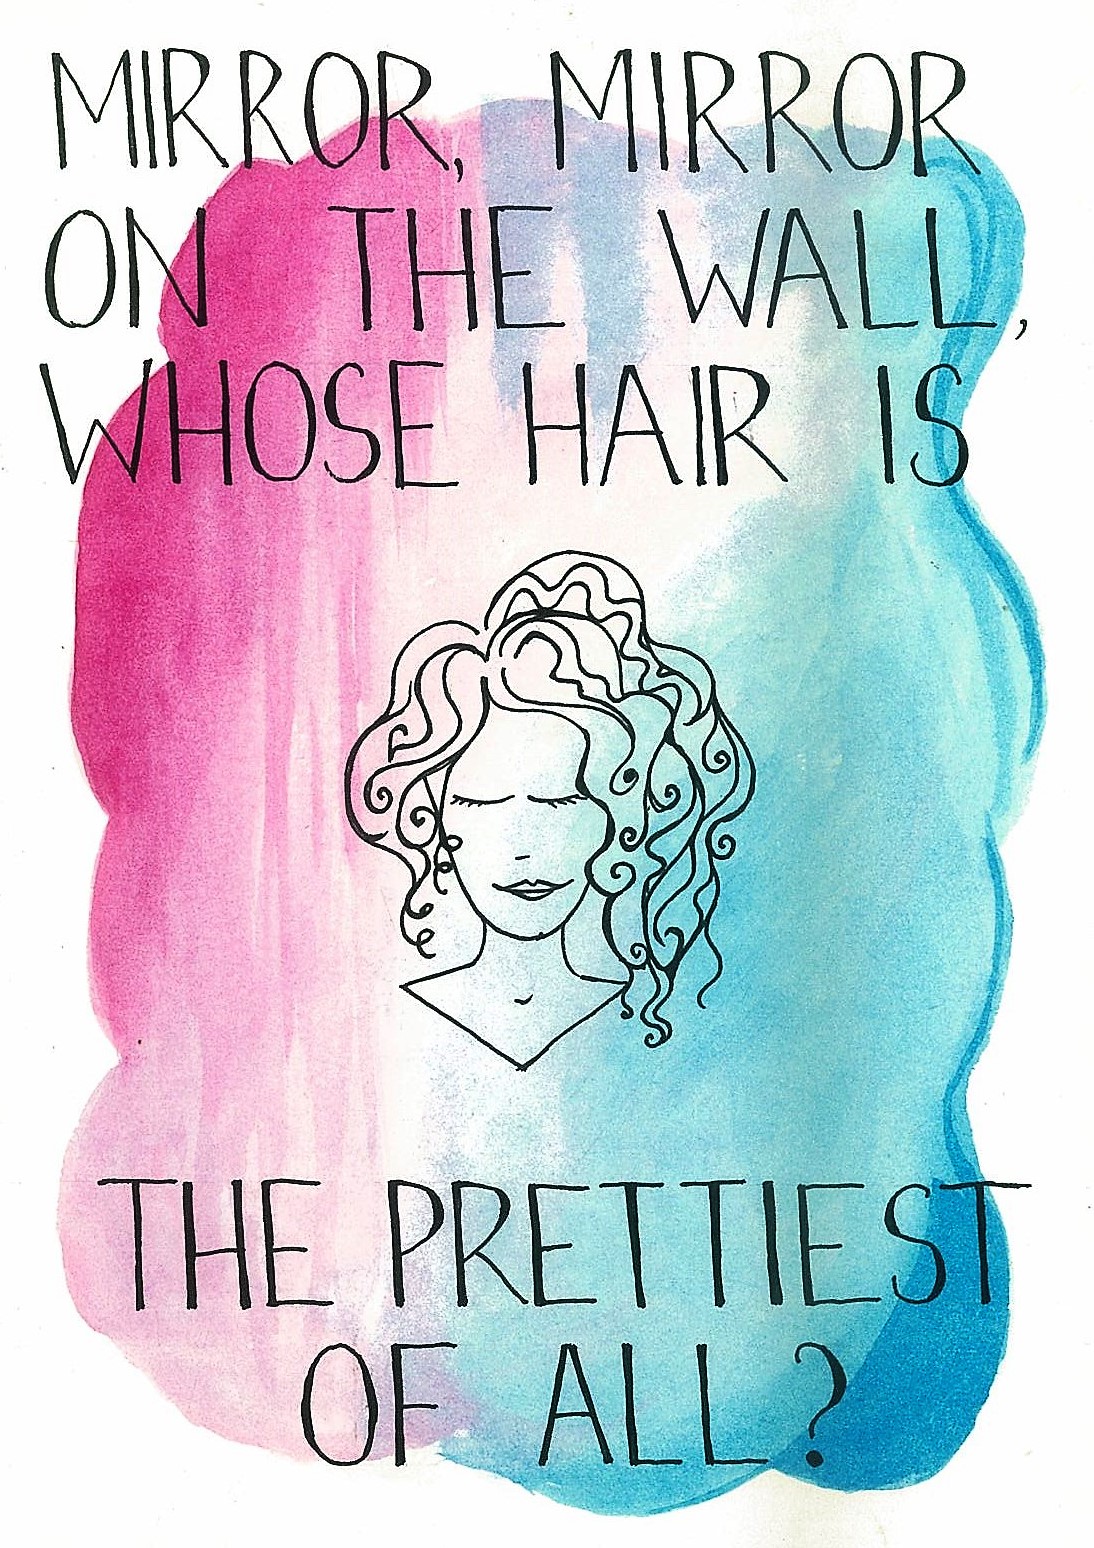 MIRROR, MIRROR
ON THE WALL,
WHOSE HAIR IS
THE PRETTIEST
OF ALL?